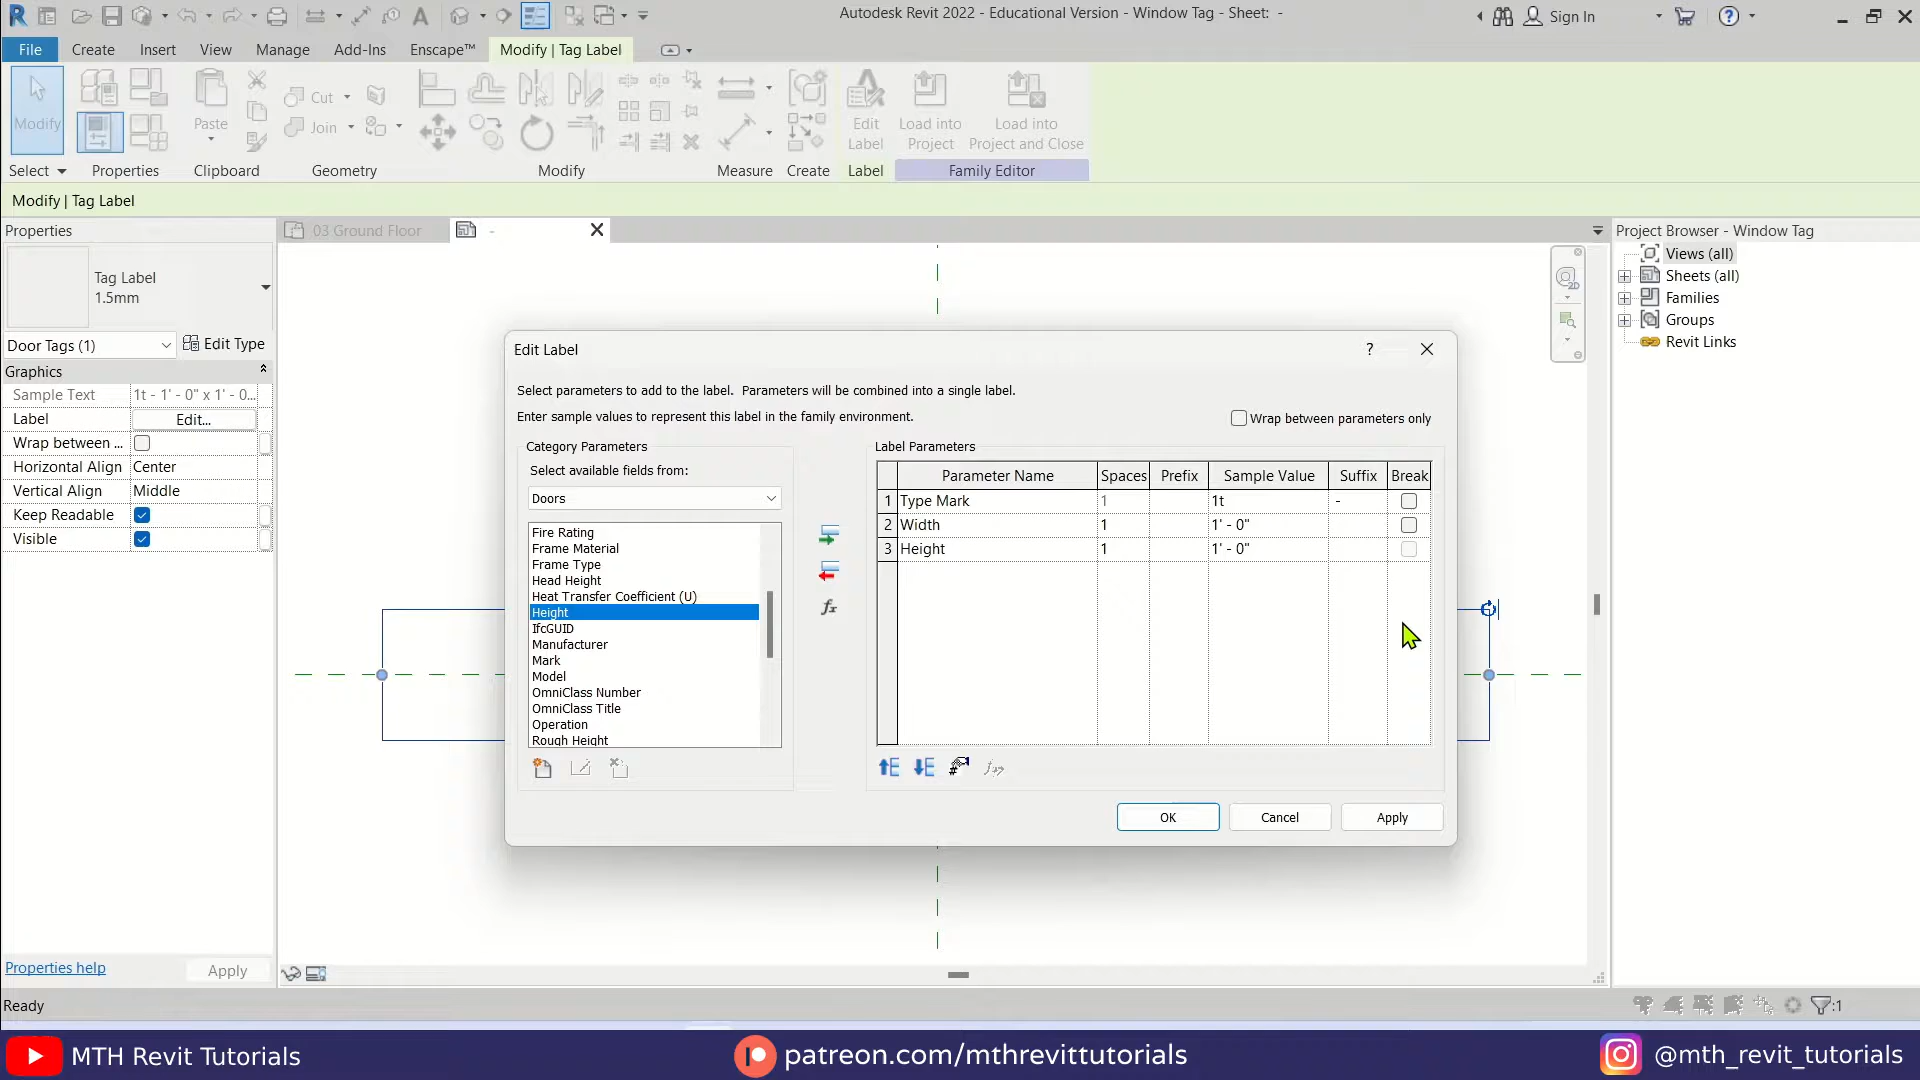 Autodesk Revit 2022 - Educational Version - Window Tag - Sheet:  -
Sign In
File
Create
Insert
View
Manage
Add-Ins
Enscape™
Modify | Tag Label
Modify
Cut
Join
Paste
Edit Label
Load into Project
Load into Project and Close
Select
Properties
Clipboard
Geometry
Modify
Measure
Create
Label
Family Editor
Modify | Tag Label
Properties
03 Ground Floor
-
Project Browser - Window Tag
Tag Label
1.5mm
Door Tags (1)
Edit Type
Graphics
Sample Text 1t - 1' - 0" x 1' - 0...
Label Edit...
Wrap between ...
Horizontal Align Center
Vertical Align Middle
Keep Readable
Visible
Properties help
Apply
Views (all)
Sheets (all)
Families
Groups
Revit Links
2D
Edit Label
?
Select parameters to add to the label.  Parameters will be combined into a single label.
Enter sample values to represent this label in the family environment.
Wrap between parameters only
Category Parameters
Select available fields from:
Doors
Fire Rating
Frame Material
Frame Type
Head Height
Heat Transfer Coefficient (U)
Height
IfcGUID
Manufacturer
Mark
Model
OmniClass Number
OmniClass Title
Operation
Rough Height
fx
Label Parameters
Parameter Name Spaces Prefix Sample Value Suffix Break
1 Type Mark 1 1t -
2 Width 1 1' - 0"
3 Height 1 1' - 0"
OK
Cancel
Apply
Ready
:1
MTH Revit Tutorials
patreon.com/mthrevittutorials
@mth_revit_tutorials